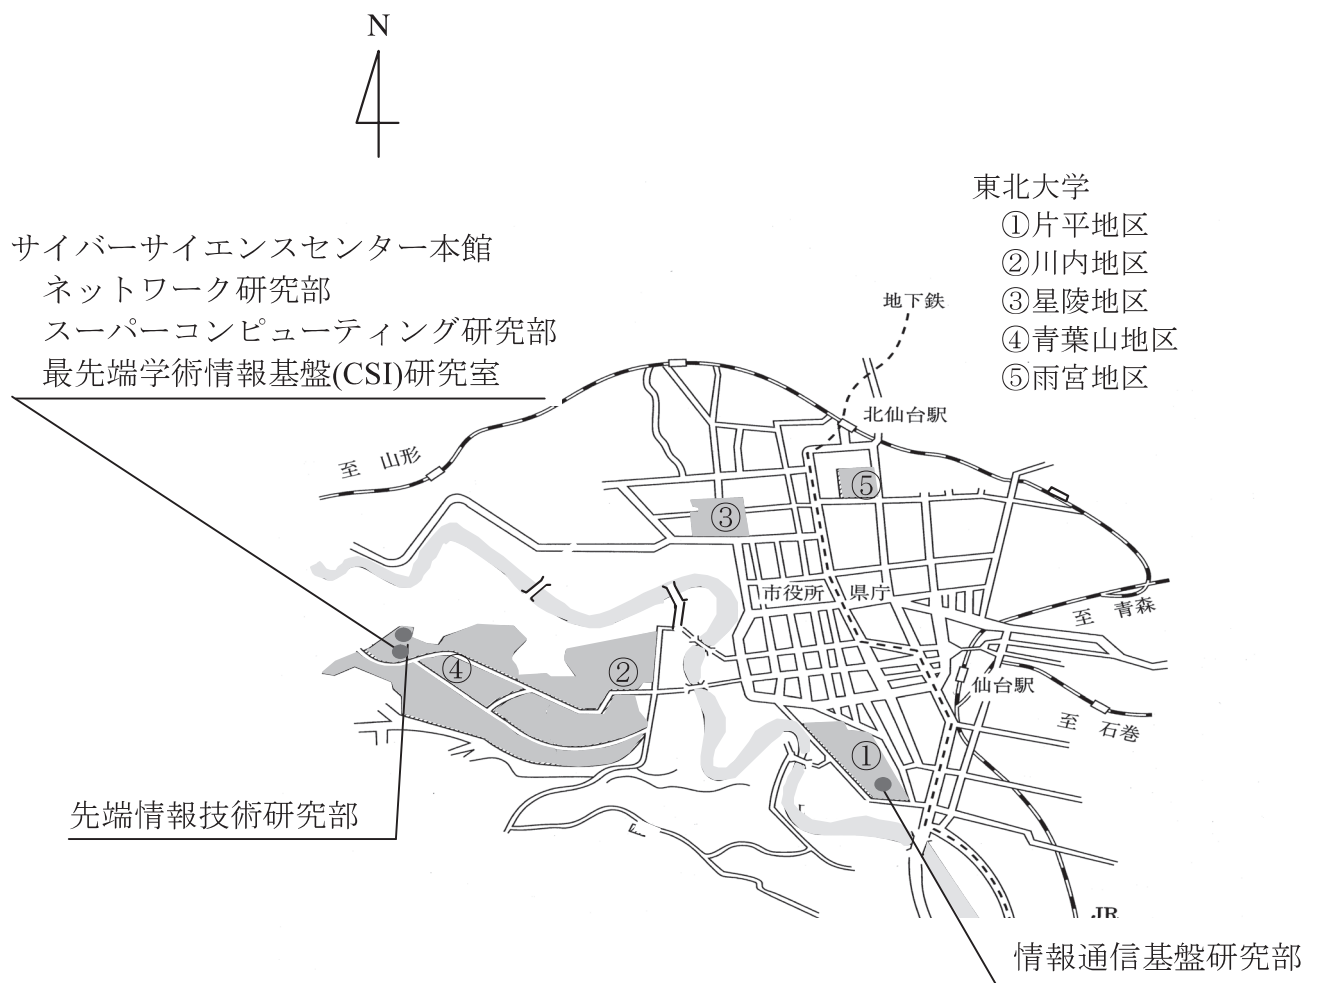 N
東北大学
①片平地区
②川内地区
③星陵地区
④青葉山地区
⑤雨宮地区
サイバーサイエンスセンター本館
ネットワーク研究部
スーパーコンピューティング研究部
最先端学術情報基盤(CSI)研究室
地下鉄
北仙台駅
至 山形
⑤
③
市役所
県庁
至 青森
④
②
仙台駅
至 石巻
①
先端情報技術研究部
JR
情報通信基盤研究部